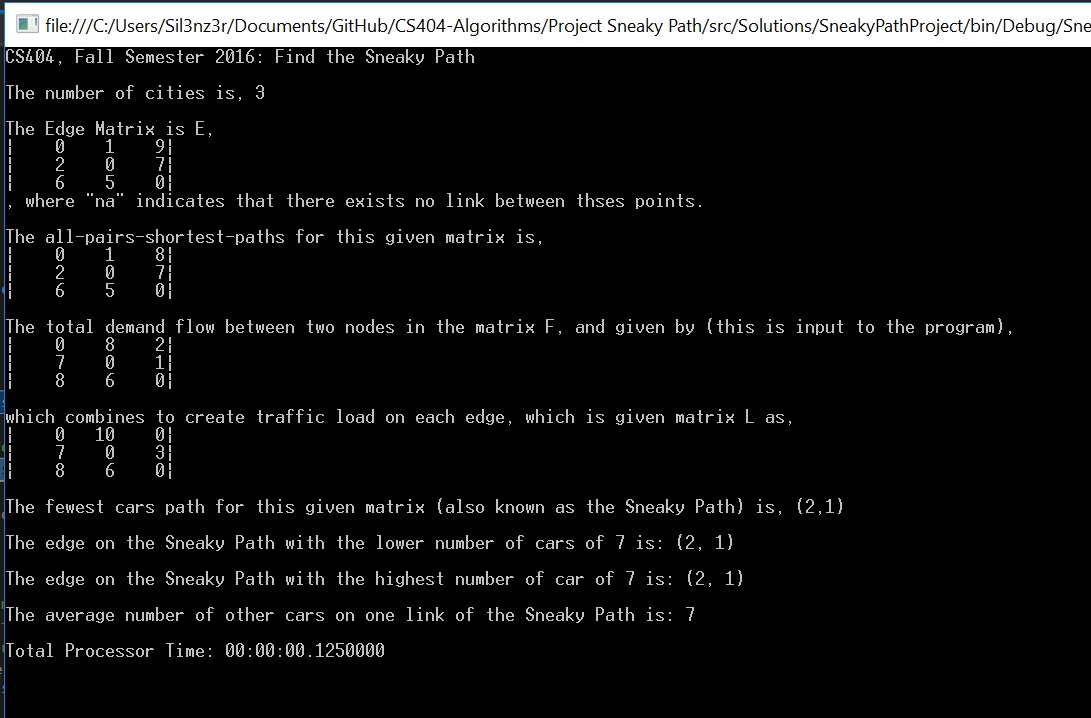 file:///C:/Users/Sil3nz3r/Documents/GitHub/CS404-Algorithms/Project Sneaky Path/src/Solutions/SneakyPathProject/bin/Debug/Sne
CS404, Fall Semester 2016: Find the Sneaky Path
The number of cities is, 3
The Edge Matrix is E,
|    0    1    9|
|    2    0    7|
|    6    5    0|
, where "na" indicates that there exists no link between thses points.
The all-pairs-shortest-paths for this given matrix is,
|    0    1    8|
|    2    0    7|
|    6    5    0|
The total demand flow between two nodes in the matrix F, and given by (this is input to the program),
|    0    8    2|
|    7    0    1|
|    8    6    0|
which combines to create traffic load on each edge, which is given matrix L as,
|    0   10    0|
|    7    0    3|
|    8    6    0|
The fewest cars path for this given matrix (also known as the Sneaky Path) is, (2,1)
The edge on the Sneaky Path with the lower number of cars of 7 is: (2, 1)
The edge on the Sneaky Path with the highest number of car of 7 is: (2, 1)
The average number of other cars on one link of the Sneaky Path is: 7
Total Processor Time: 00:00:00.1250000